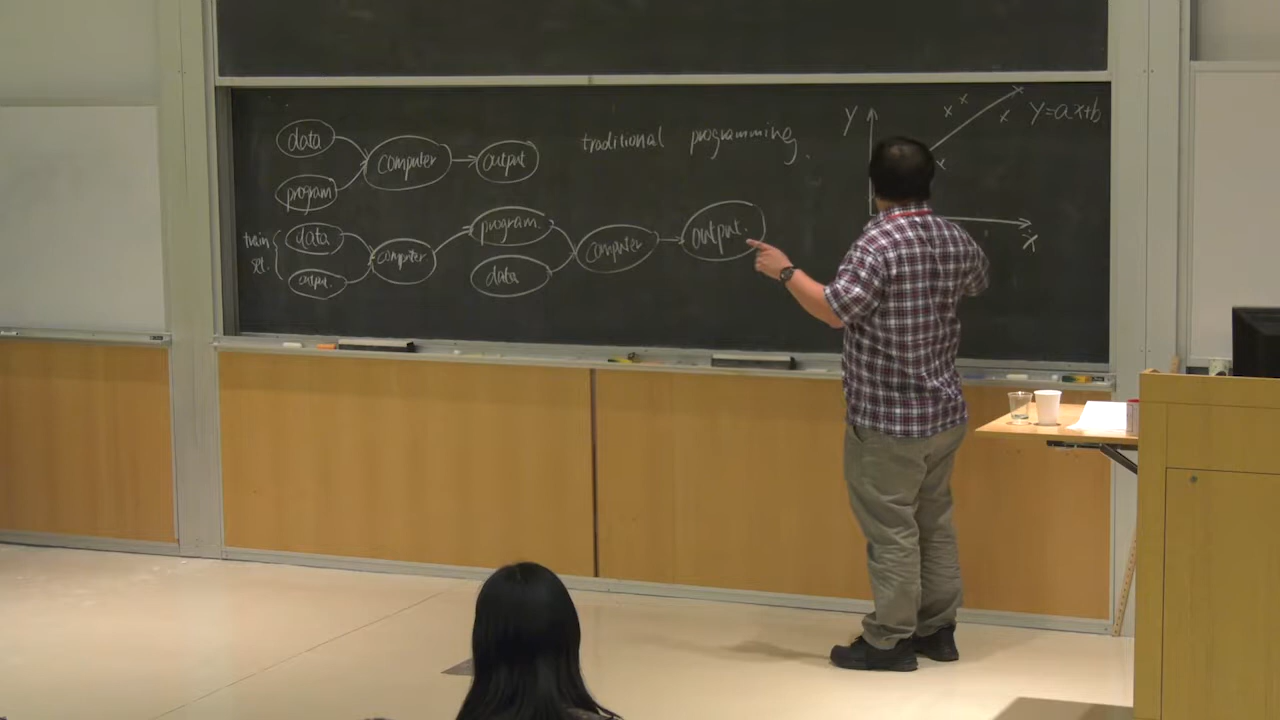 data
program
computer
output
traditional programming.
train set.
data
output.
computer
program.
data
computer
output.
Y
x
Y=ax+b